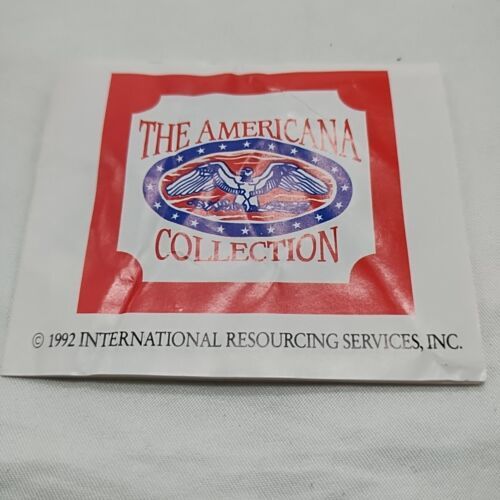 THE AMERICANA
COLLECTION
© 1992 INTERNATIONAL RESOURCING SERVICES, INC.